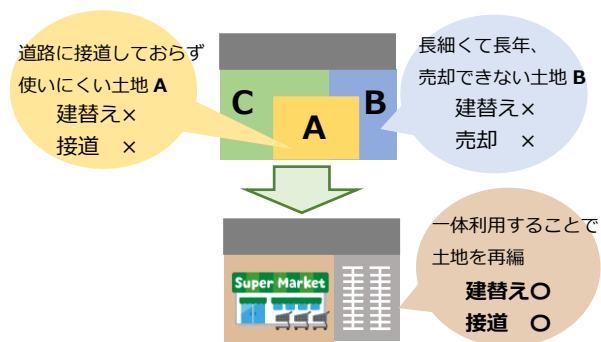 道路に接道しておらず
使いにくい土地 A
建替え×
接道　×
C
A
B
長細くて長年、
売却できない土地 B
建替え×
売却　×
Super Market
一体利用することで
土地を再編
建替え〇
接道　〇